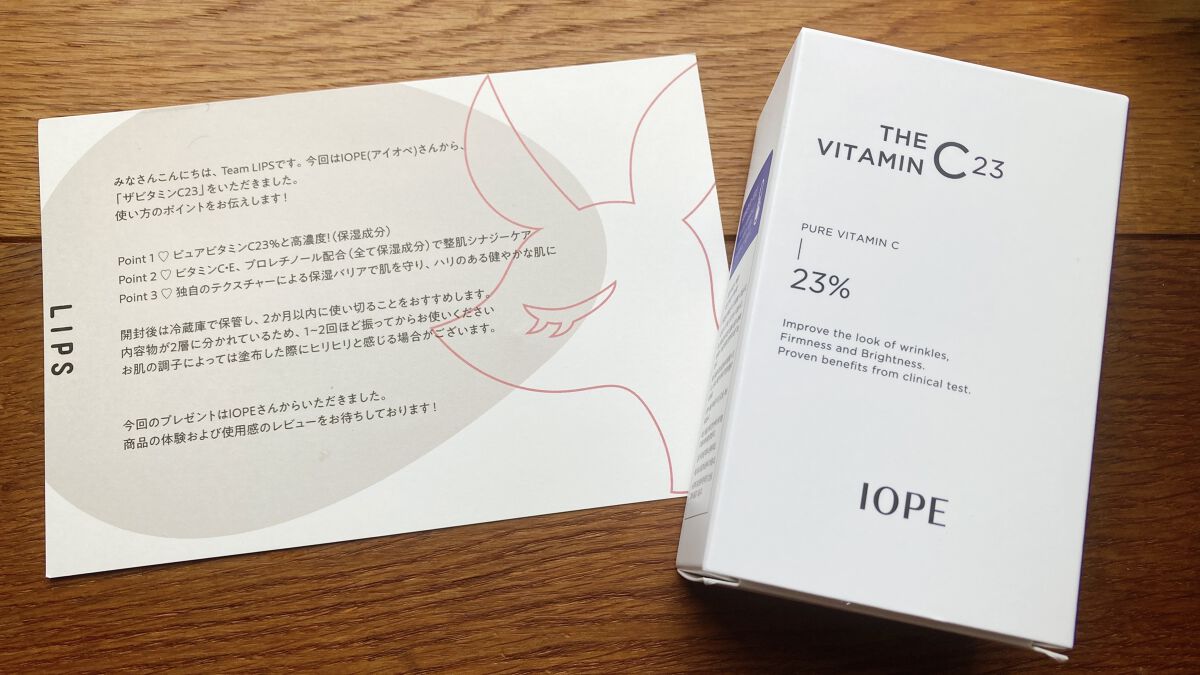 みなさんこんにちは、Team LIPSです。今回はIOPE(アイオペ)さんから、
「ザビタミンC23」をいただきました。
使い方のポイントをお伝えします！
Point 1 ♡ ピュアビタミンC23%と高濃度!（保湿成分）
Point 2 ♡ ビタミンC・E、プロレチノール配合（全て保湿成分）で整肌シナジーケア
Point 3 ♡ 独自のテクスチャーによる保湿バリアで肌を守り、ハリのある健やかな肌に
開封後は冷蔵庫で保管し、2か月以内に使い切ることをおすすめします。
内容物が2層に分かれているため、1~2回ほど振ってからお使いください
お肌の調子によっては塗布した際にヒリヒリと感じる場合がございます。
今回のプレゼントはIOPEさんからいただきました。
商品の体験および使用感のレビューをお待ちしております！
LIPS
THE
VITAMIN C23
PURE VITAMIN C
23%
Improve the look of wrinkles,
Firmness and Brightness.
Proven benefits from clinical test.
IOPE